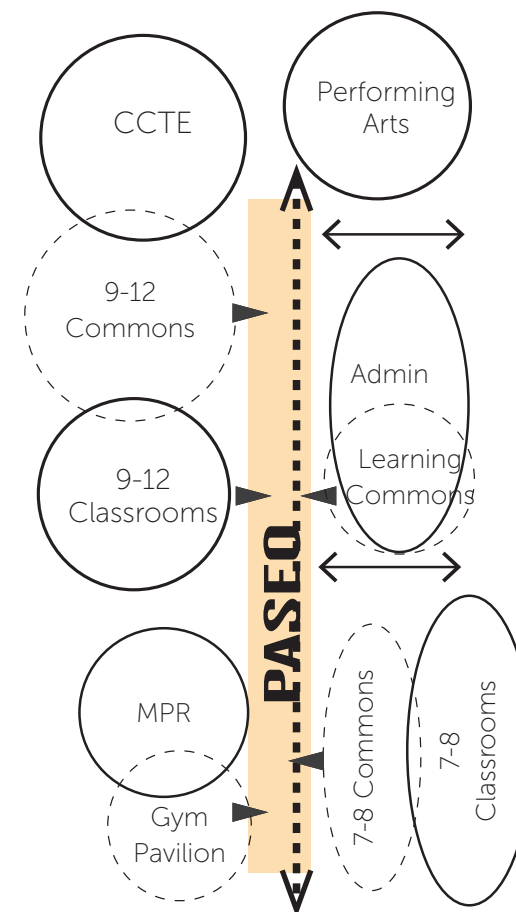 CCTE
Performing
Arts
9-12
Commons
Admin
Learning
Commons
9-12
Classrooms
PASEO
MPR
7-8 Commons
7-8
Classrooms
Gym
Pavilion